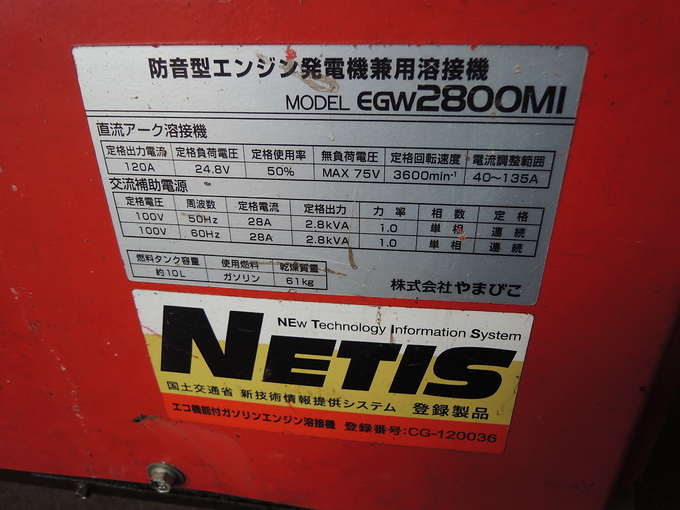 防音型エンジン発電機兼用溶接機
MODEL EGW2800MI
直流アーク溶接機
定格出力電流 定格負荷電圧 定格使用率 無負荷電圧 定格回転速度 電流調整範囲
120A 24.8V 50% MAX 75V 3600min⁻¹ 40～135A
交流補助電源
定格電圧 周波数 定格電流 定格出力 力率 相数 定格
100V 50Hz 28A 2.8kVA 1.0 単相 連続
100V 60Hz 28A 2.8kVA 1.0 単相 連続
燃料タンク容量 使用燃料 乾燥質量
約10L ガソリン 61kg
株式会社やまびこ
NEw Technology Information System
NETIS
国土交通省 新技術情報提供システム 登録製品
エコ機能付ガソリンエンジン溶接機 登録番号:CG-120036